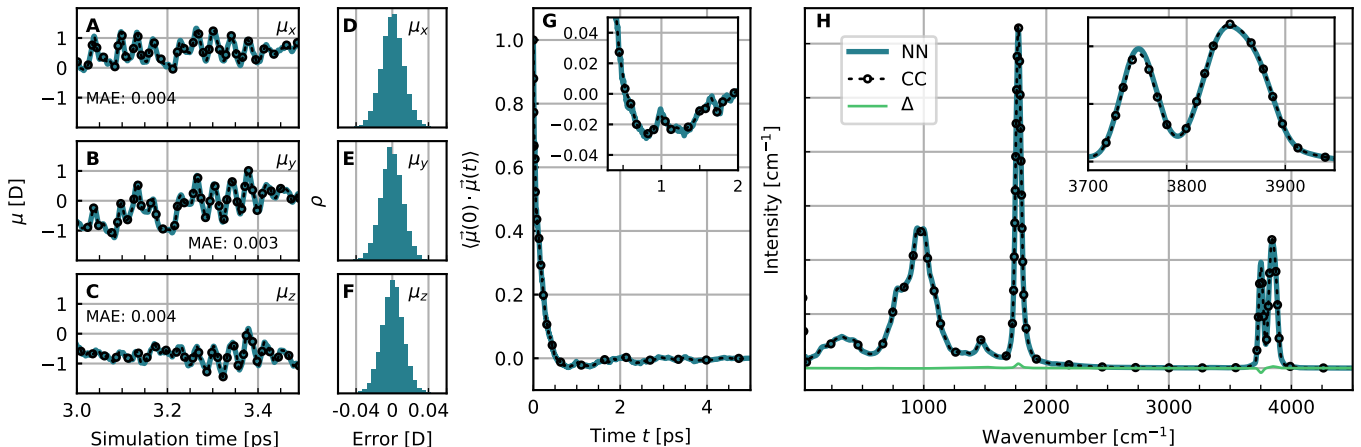 A
μx
1
0
−1
MAE: 0.004
B
μy
1
0
−1
MAE: 0.003
μ [D]
C
μz
1
0
−1
MAE: 0.004
3.0
3.2
3.4
Simulation time [ps]
D
μx
E
μy
ρ
F
μz
-0.04
0
0.04
Error [D]
G
1.0
0.8
0.6
0.4
0.2
0.0
⟨μ⃗(0) · μ⃗(t)⟩
0.04
0.02
0.00
−0.02
−0.04
1
2
0
2
4
Time t [ps]
H
NN
CC
Δ
Intensity [cm⁻¹]
3700
3800
3900
1000
2000
3000
4000
Wavenumber [cm⁻¹]